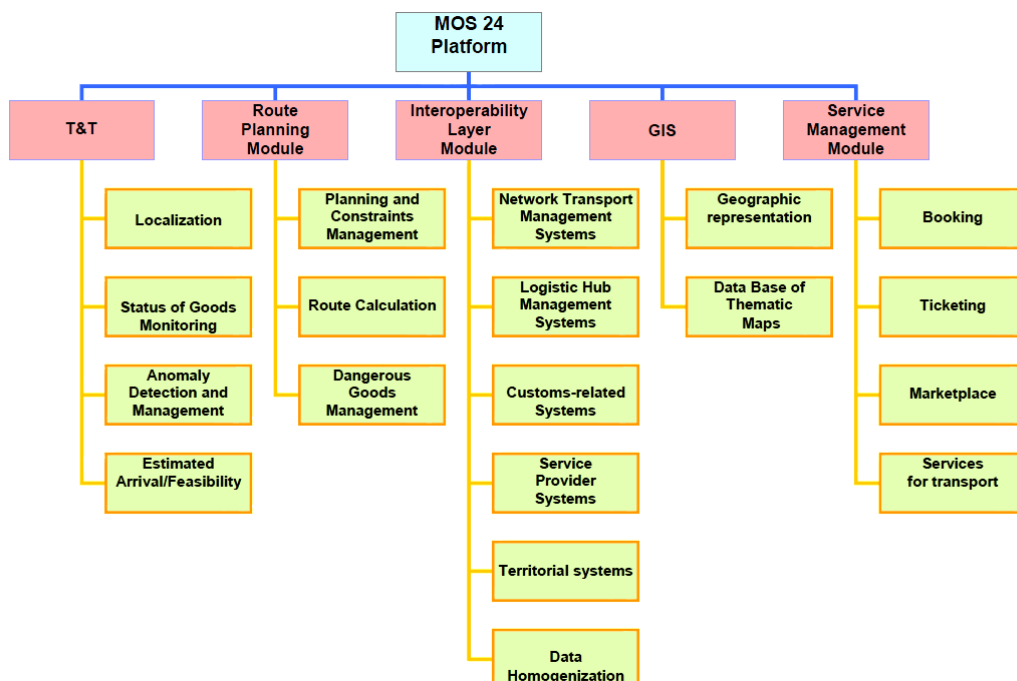 MOS 24
Platform
T&T
Route
Planning
Module
Interoperability
Layer
Module
GIS
Service
Management
Module
Localization
Status of Goods
Monitoring
Anomaly
Detection and
Management
Estimated
Arrival/Feasibility
Planning and
Constraints
Management
Route Calculation
Dangerous
Goods
Management
Network Transport
Management
Systems
Logistic Hub
Management
Systems
Customs-related
Systems
Service
Provider
Systems
Territorial systems
Data
Homogenization
Geographic
representation
Data Base of
Thematic
Maps
Booking
Ticketing
Marketplace
Services
for transport